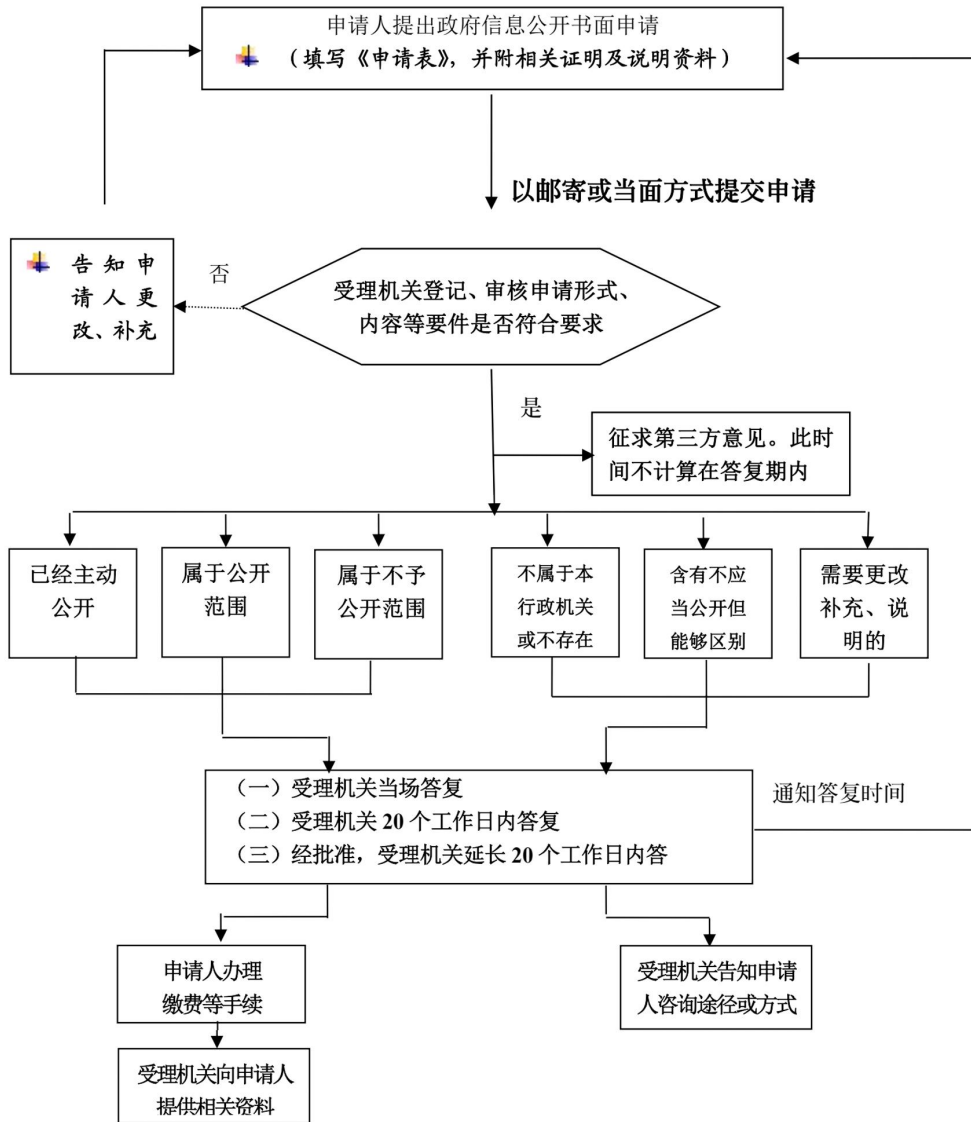 申请人提出政府信息公开书面申请
（填写《申请表》，并附相关证明及说明资料）
以邮寄或当面方式提交申请
告知申
请人更
改、补充
否
受理机关登记、审核申请形式、
内容等要件是否符合要求
是
征求第三方意见。此时
间不计算在答复期内
已经主动
公开
属于公开
范围
属于不予
公开范围
不属于本
行政机关
或不存在
含有不应
当公开但
能够区别
需要更改
补充、说
明的
（一）受理机关当场答复
（二）受理机关 20 个工作日内答复
（三）经批准，受理机关延长 20 个工作日内答
通知答复时间
申请人办理
缴费等手续
受理机关告知申请
人咨询途径或方式
受理机关向申请人
提供相关资料